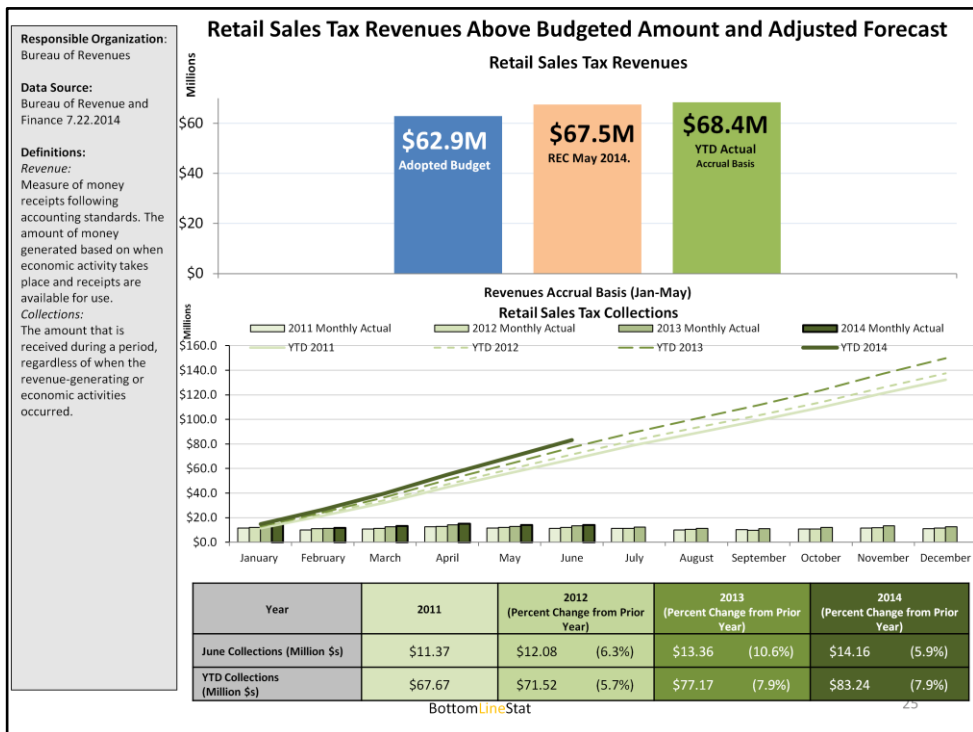 Retail Sales Tax Revenues Above Budgeted Amount and Adjusted Forecast
Responsible Organization:
Bureau of Revenues
Data Source:
Bureau of Revenue and
Finance 7.22.2014
Definitions:
Revenue:
Measure of money
receipts following
accounting standards. The
amount of money
generated based on when
economic activity takes
place and receipts are
available for use.
Collections:
The amount that is
received during a period,
regardless of when the
revenue-generating or
economic activities
occurred.
Retail Sales Tax Revenues
Millions
$60
$40
$20
$0
$62.9M
Adopted Budget
$67.5M
REC May 2014.
$68.4M
YTD Actual
Accrual Basis
Revenues Accrual Basis (Jan-May)
Retail Sales Tax Collections
Millions
2011 Monthly Actual 2012 Monthly Actual 2013 Monthly Actual 2014 Monthly Actual
YTD 2011 YTD 2012 YTD 2013 YTD 2014
$160.0
$140.0
$120.0
$100.0
$80.0
$60.0
$40.0
$20.0
$0.0
January February March April May June July August September October November December
Year 2011 2012 (Percent Change from Prior Year) 2013 (Percent Change from Prior Year) 2014 (Percent Change from Prior Year)
June Collections (Million $s) $11.37 $12.08 (6.3%) $13.36 (10.6%) $14.16 (5.9%)
YTD Collections (Million $s) $67.67 $71.52 (5.7%) $77.17 (7.9%) $83.24 (7.9%)
BottomLineStat
25